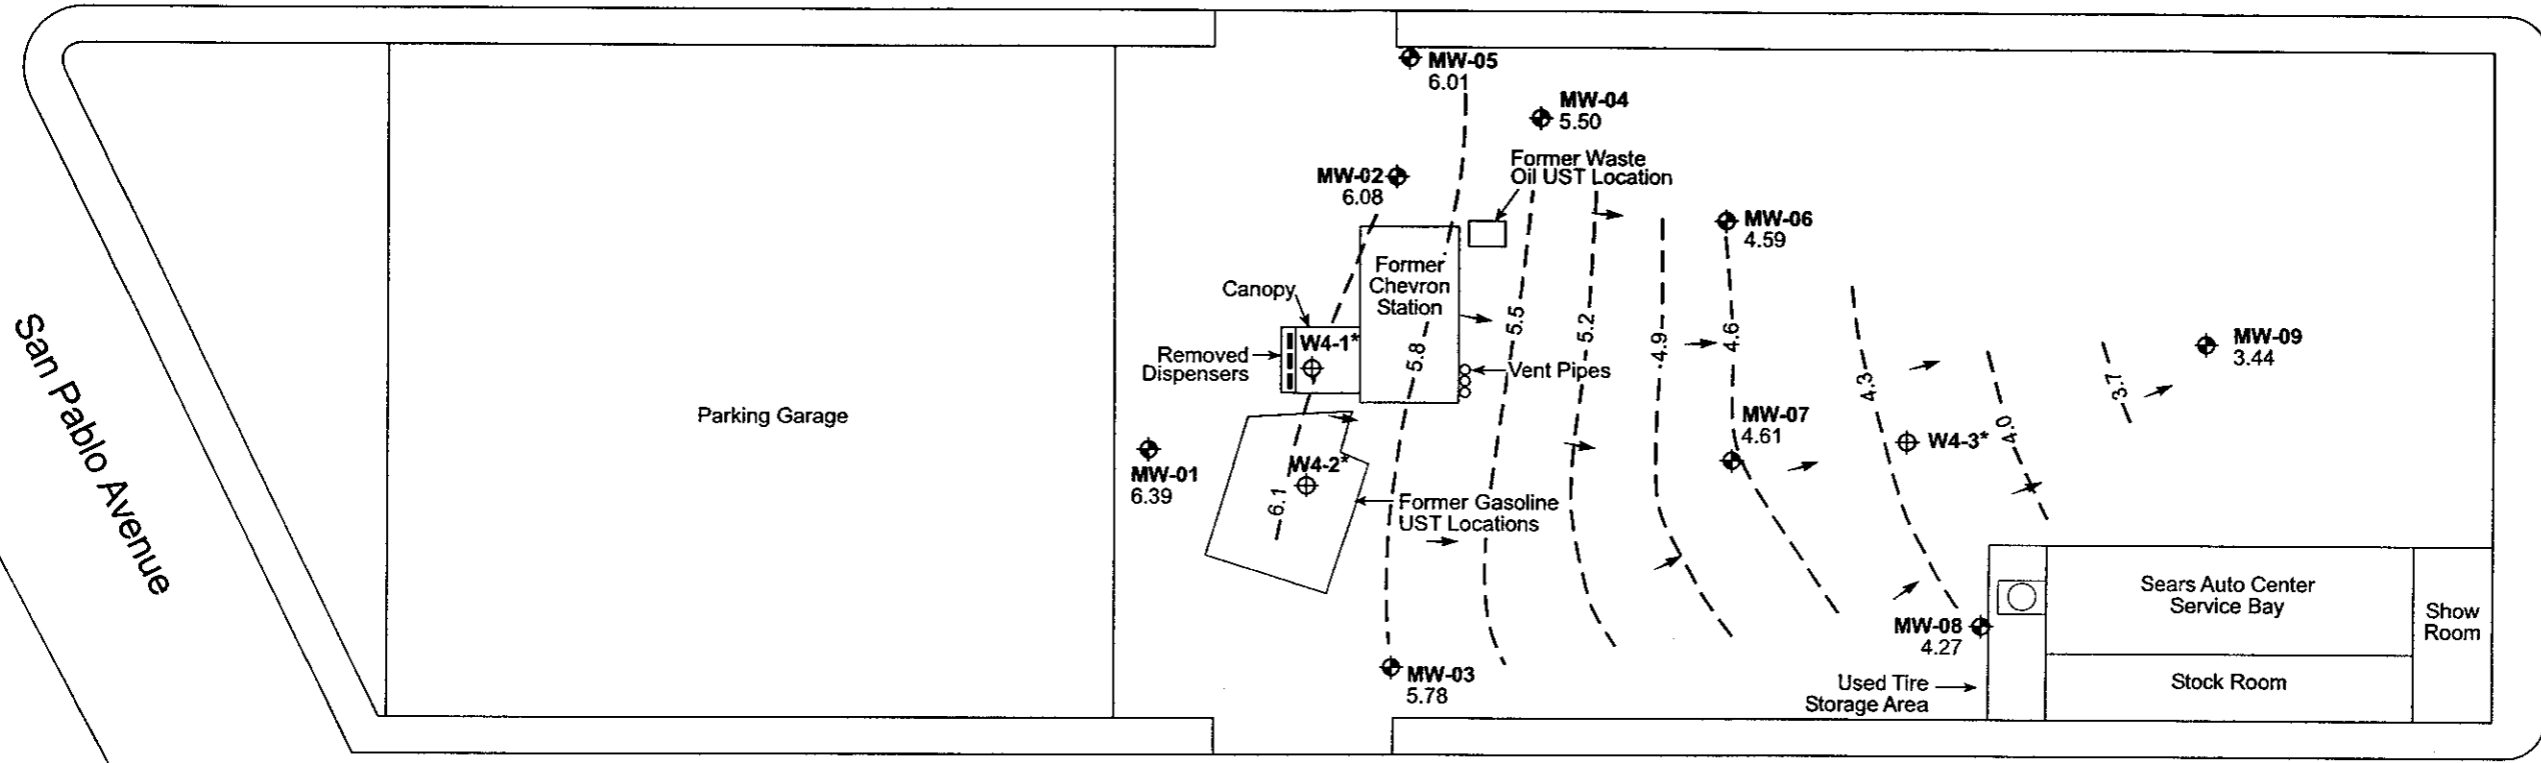 MW-05
6.01
MW-04
5.50
Former Waste
Oil UST Location
MW-02
6.08
MW-06
4.59
Former
Chevron
Station
Canopy
San Pablo Avenue
Removed
Dispensers
W4-1*
5.8
5.5
5.2
4.9
4.6
4.3
4.0
3.7
MW-09
3.44
Vent Pipes
Parking Garage
MW-07
4.61
W4-3*
MW-01
6.39
W4-2*
6.1
Former Gasoline
UST Locations
Sears Auto Center
Service Bay
Show
Room
MW-08
4.27
MW-03
5.78
Used Tire
Storage Area
Stock Room